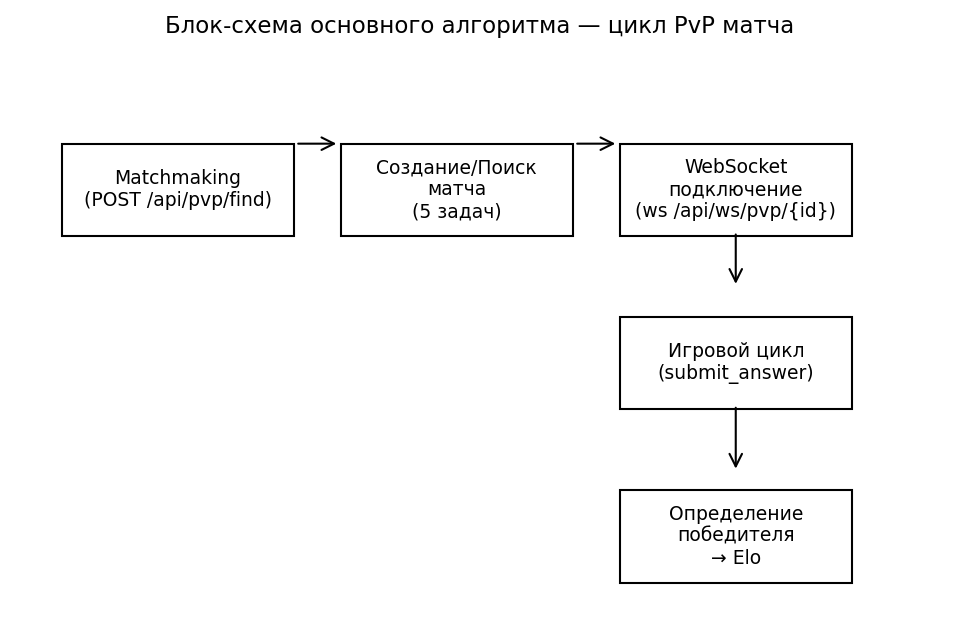 Блок-схема основного алгоритма — цикл PvP матча
Matchmaking
(POST /api/pvp/find)
Создание/Поиск
матча
(5 задач)
WebSocket
подключение
(ws /api/ws/pvp/{id})
Игровой цикл
(submit_answer)
Определение
победителя
→ Elo